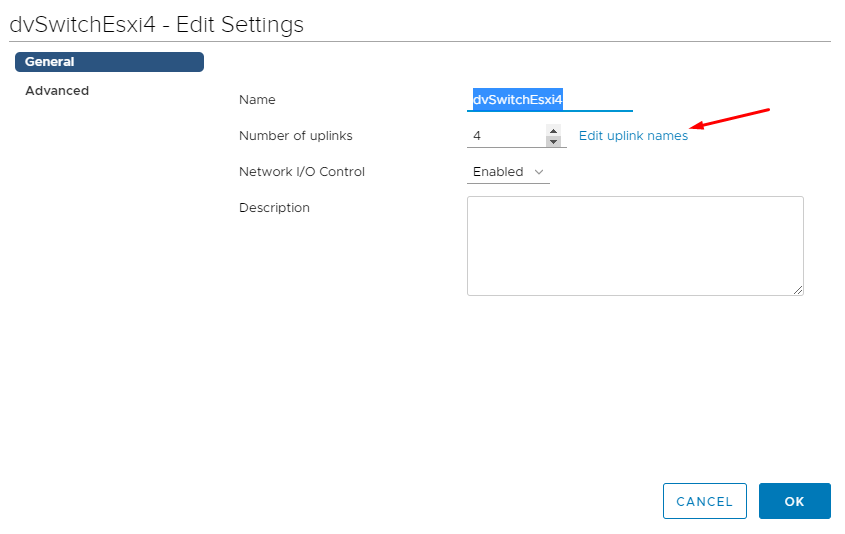 dvSwitchEsxi4 - Edit Settings
General
Advanced
Name dvSwitchEsxi4
Number of uplinks 4 Edit uplink names
Network I/O Control Enabled
Description
CANCEL OK